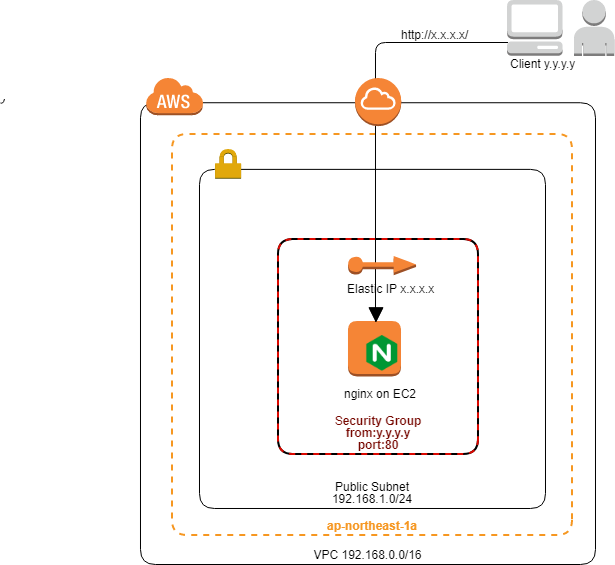 http://x.x.x.x/
Client y.y.y.y
AWS
Elastic IP x.x.x.x
N
nginx on EC2
Security Group
from:y.y.y.y
port:80
Public Subnet
192.168.1.0/24
ap-northeast-1a
VPC 192.168.0.0/16